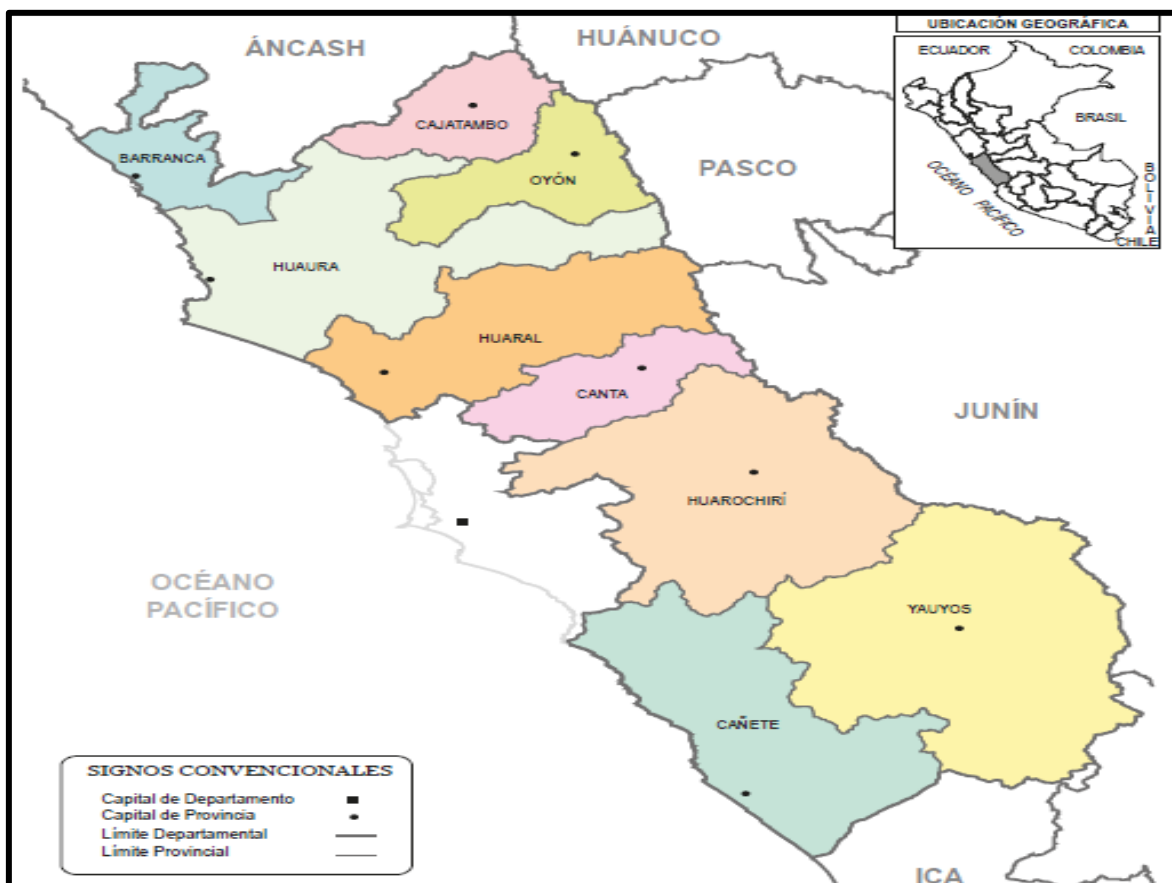 UBICACIÓN GEOGRÁFICA
ECUADOR
COLOMBIA
BRASIL
BOLIVIA
OCÉANO PACÍFICO
CHILE
ÁNCASH
HUÁNUCO
CAJATAMBO
BARRANCA
OYÓN
PASCO
HUAURA
HUARAL
CANTA
JUNÍN
HUAROCHIRÍ
OCÉANO
PACÍFICO
YAUYOS
CAÑETE
SIGNOS CONVENCIONALES
Capital de Departamento
Capital de Provincia
Límite Departamental
Límite Provincial
ICA